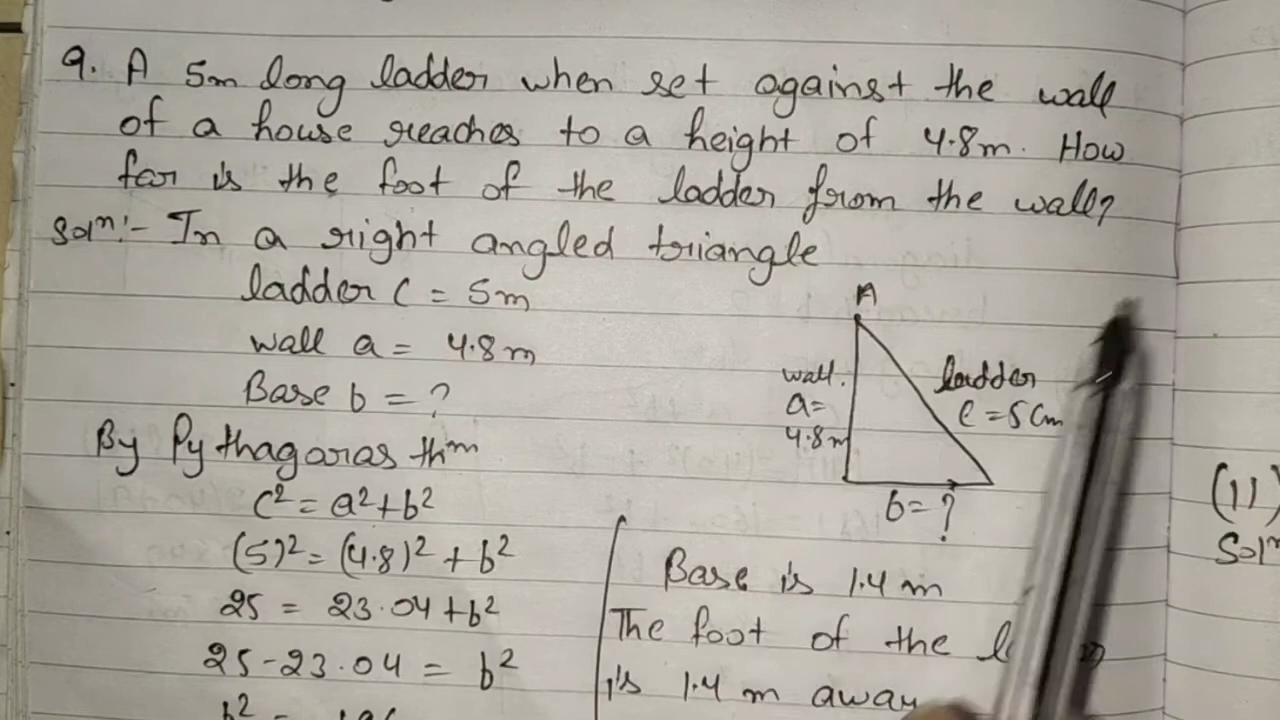 9. A 5m long ladder when set against the wall
of a house reaches to a height of 4.8m. How
far is the foot of the ladder from the wall?
Solⁿ:- In a right angled triangle
ladder c = 5m
wall a = 4.8m
Base b = ?
By Pythagoras thm
c² = a²+b²
(5)² = (4.8)² + b²
25 = 23.04+b²
25-23.04 = b²
b² =
A
wall.
a=
4.8m
ladder
c = 5cm
b= ?
Base is 1.4 m
The foot of the
is 1.4 m away
(11)
Solⁿ